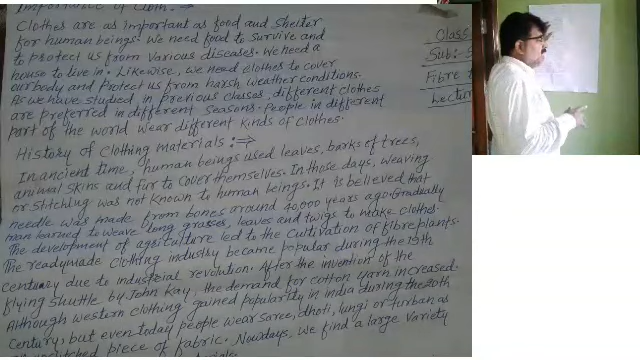 Importance of Cloth:→
Clothes are as important as food and shelter
for human beings. We need food to survive and
to protect us from various diseases. We need a
house to live in. Likewise, we need clothes to cover
our body and Protect us from harsh weather conditions.
As we have studied in previous classes, different clothes
are preferred in different seasons. People in different
part of the world wear different kinds of clothes.
History of clothing materials:⇒
In ancient time, human beings used leaves, barks of trees,
animal skins and fur to cover themselves. In those days, weaving
or stitching was not known to human beings. It is believed that
needle was made from bones around 40,000 years ago. Gradually
man learned to weave long grasses, leaves and twigs to make clothes.
The development of agriculture led to the cultivation of fibre plants.
The readymade clothing industry became popular during the 19th
century due to industrial revolution. After the invention of the
flying shuttle by John Kay, the demand for cotton yarn increased.
Although western clothing gained popularity in India during the 20th
century, but even today people wear saree, dhoti, lungi or turban as
piece of fabric. Nowdays, we find a large variety
Class
Sub:- S
Fibre t
Lectur